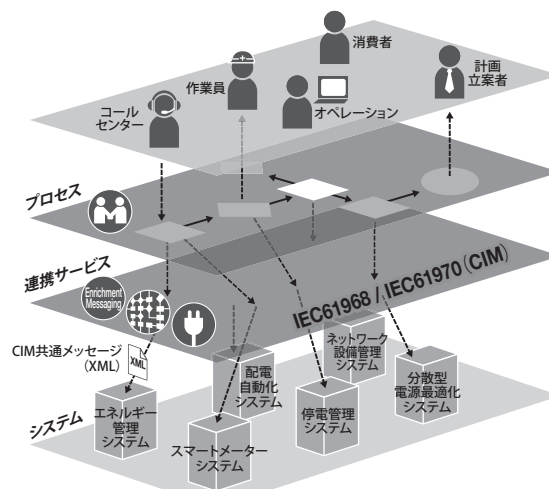 消費者
作業員
計画
立案者
コール
センター
オペレーション
プロセス
連携サービス
Enrichment
Messaging
IEC61968 / IEC61970（CIM）
CIM共通メッセージ
（XML）
XML
配電
自動化
システム
ネットワーク
設備管理
システム
エネルギー
管理
システム
スマートメーター
システム
停電管理
システム
分散型
電源最適化
システム
システム